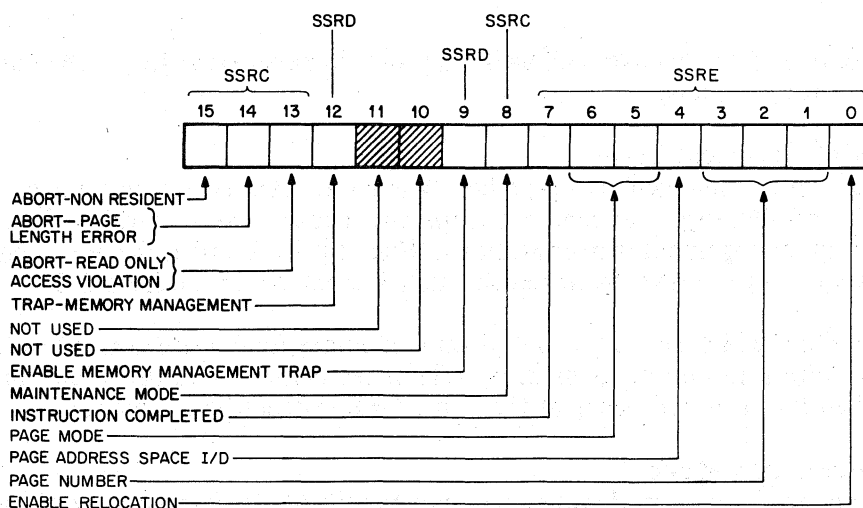 SSRD
SSRC
SSRD
SSRC
SSRE
15 14 13 12 11 10 9 8 7 6 5 4 3 2 1 0
ABORT-NON RESIDENT
ABORT-PAGE
LENGTH ERROR
ABORT-READ ONLY
ACCESS VIOLATION
TRAP-MEMORY MANAGEMENT
NOT USED
NOT USED
ENABLE MEMORY MANAGEMENT TRAP
MAINTENANCE MODE
INSTRUCTION COMPLETED
PAGE MODE
PAGE ADDRESS SPACE I/D
PAGE NUMBER
ENABLE RELOCATION